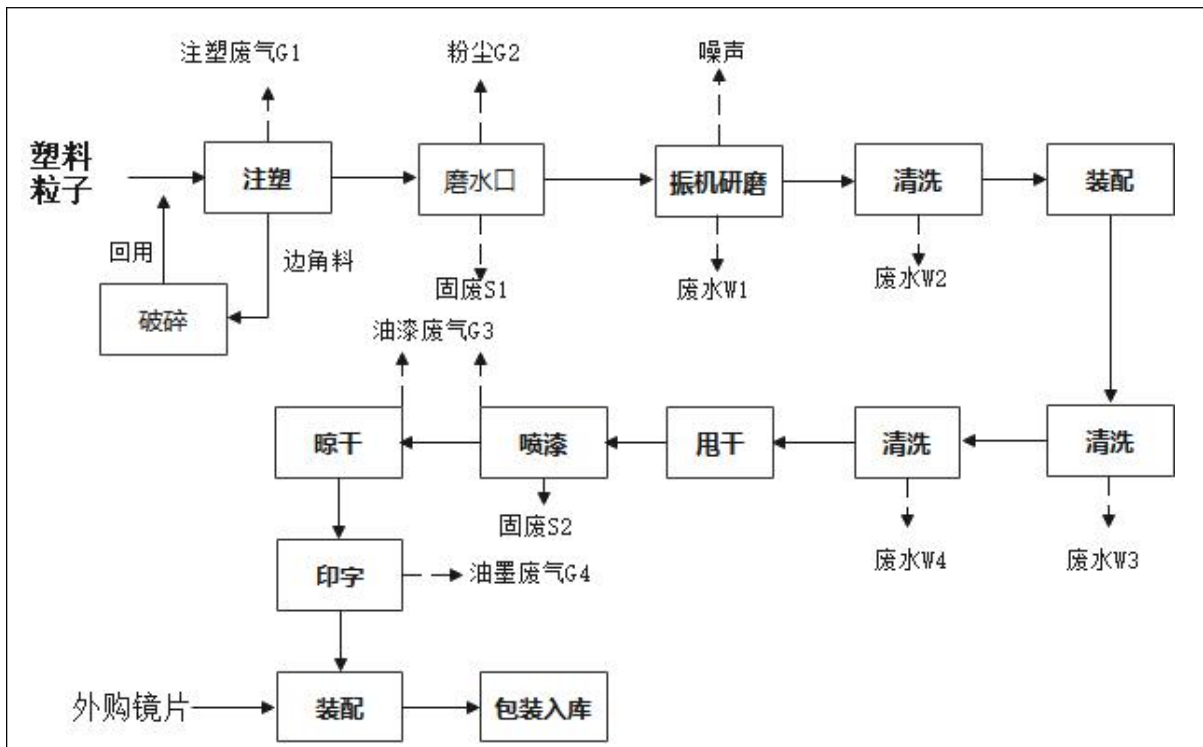 注塑废气G1
粉尘G2
噪声
塑料
粒子
注塑
磨水口
振机研磨
清洗
装配
回用
边角料
固废S1
废水W1
废水W2
破碎
油漆废气G3
晾干
喷漆
甩干
清洗
清洗
固废S2
废水W4
废水W3
印字
油墨废气G4
外购镜片
装配
包装入库